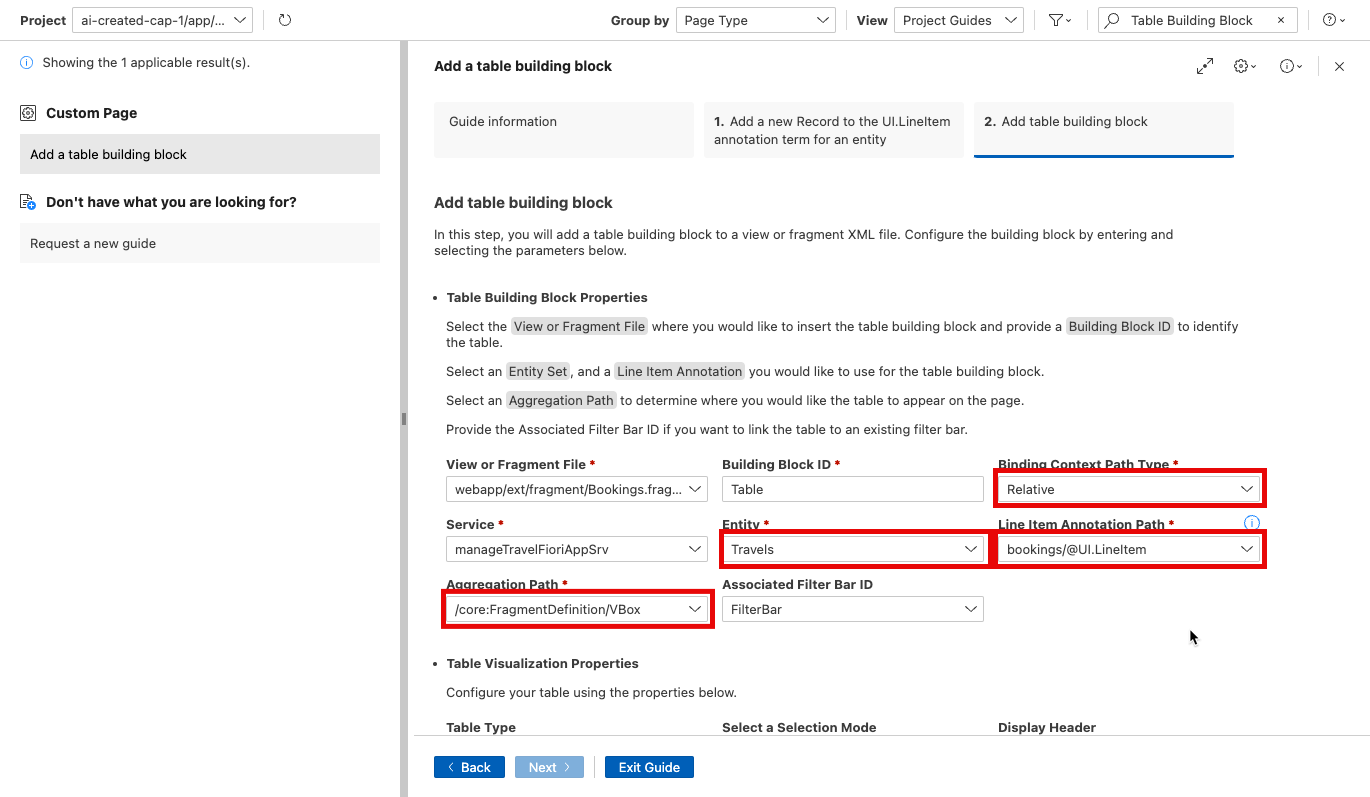 Project ai-created-cap-1/app/... Group by Page Type View Project Guides Table Building Block
Showing the 1 applicable result(s).
Custom Page
Add a table building block
Don't have what you are looking for?
Request a new guide
Add a table building block
Guide information
1. Add a new Record to the UI.LineItem
annotation term for an entity
2. Add table building block
Add table building block
In this step, you will add a table building block to a view or fragment XML file. Configure the building block by entering and
selecting the parameters below.
• Table Building Block Properties
Select the View or Fragment File where you would like to insert the table building block and provide a Building Block ID to identify
the table.
Select an Entity Set, and a Line Item Annotation you would like to use for the table building block.
Select an Aggregation Path to determine where you would like the table to appear on the page.
Provide the Associated Filter Bar ID if you want to link the table to an existing filter bar.
View or Fragment File * Building Block ID * Binding Context Path Type *
webapp/ext/fragment/Bookings.frag... Table Relative
Service * Entity * Line Item Annotation Path *
manageTravelFioriAppSrv Travels bookings/@UI.LineItem
Aggregation Path * Associated Filter Bar ID
/core:FragmentDefinition/VBox FilterBar
• Table Visualization Properties
Configure your table using the properties below.
Table Type Select a Selection Mode Display Header
Back Next Exit Guide